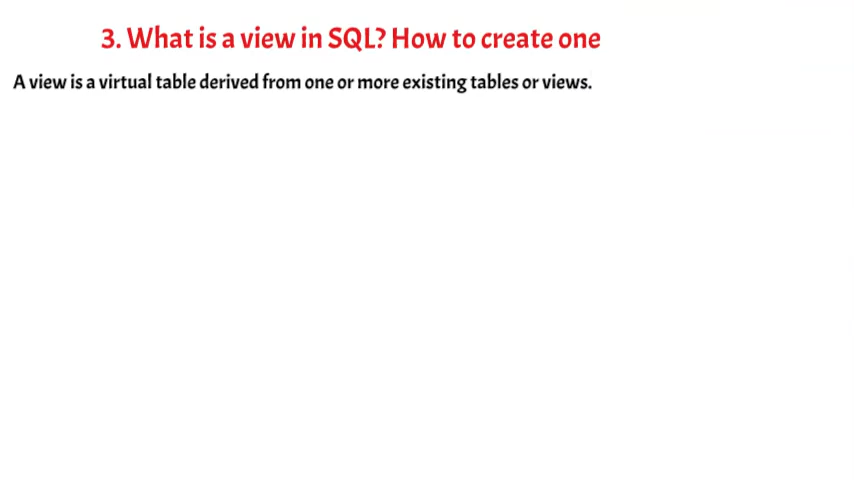 3. What is a view in SQL? How to create one
A view is a virtual table derived from one or more existing tables or views.